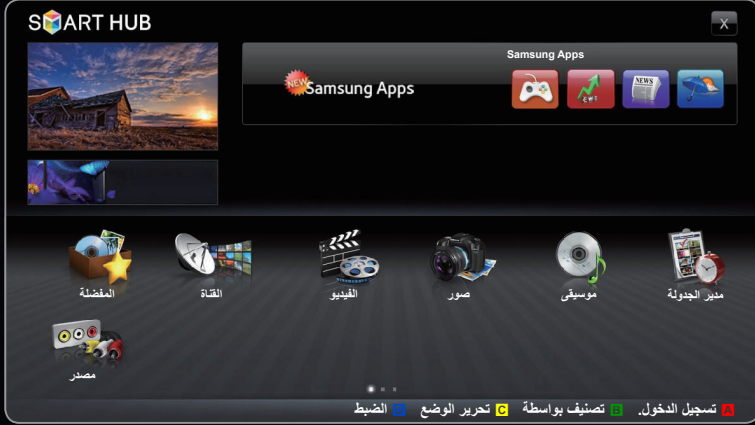 SMART HUB
X
Samsung Apps
NEW Samsung Apps
NEWS
المفضلة
القناة
الفيديو
صور
موسيقى
مدير الجدولة
مصدر
A تسجيل الدخول. B تصنيف بواسطة C تحرير الوضع D الضبط